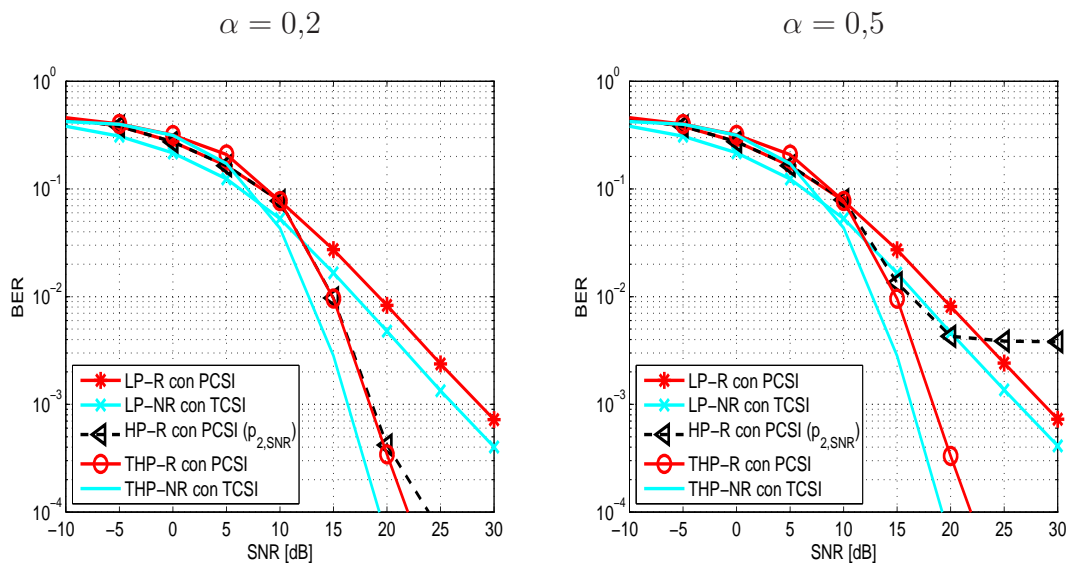 α = 0,2
10^0
10^-1
10^-2
10^-3
10^-4
BER
−10 −5 0 5 10 15 20 25 30
SNR [dB]
LP−R con PCSI
LP−NR con TCSI
HP−R con PCSI (p_2,SNR)
THP−R con PCSI
THP−NR con TCSI
α = 0,5
10^0
10^-1
10^-2
10^-3
10^-4
BER
−10 −5 0 5 10 15 20 25 30
SNR [dB]
LP−R con PCSI
LP−NR con TCSI
HP−R con PCSI (p_2,SNR)
THP−R con PCSI
THP−NR con TCSI